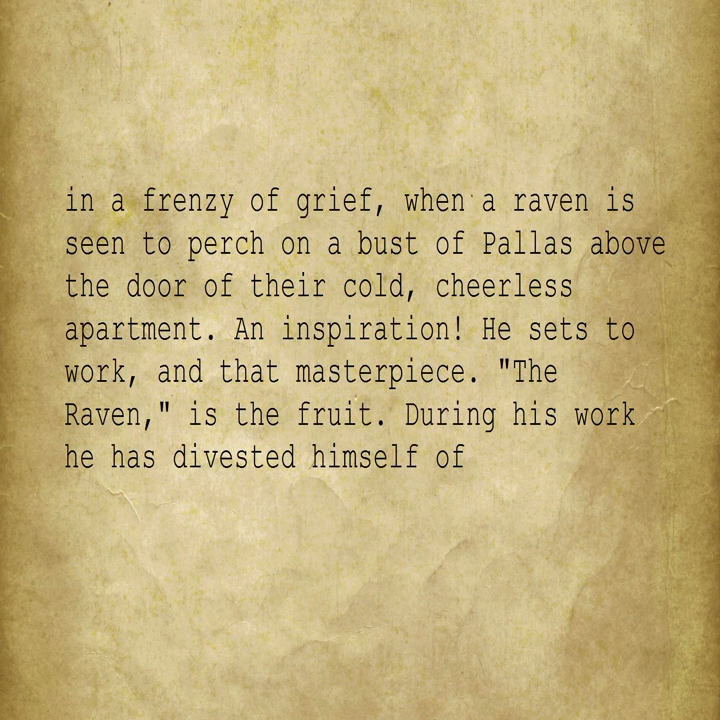 in a frenzy of grief, when a raven is
seen to perch on a bust of Pallas above
the door of their cold, cheerless
apartment. An inspiration! He sets to
work, and that masterpiece. "The
Raven," is the fruit. During his work
he has divested himself of